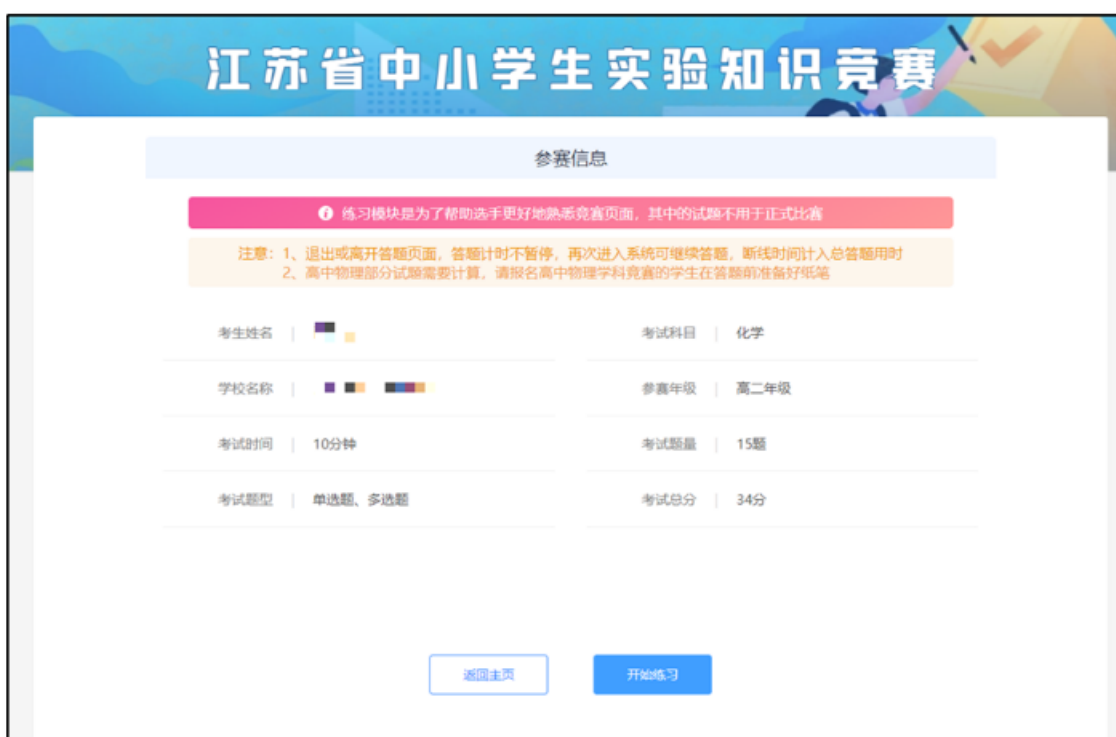 江苏省中小学生实验知识竞赛
参赛信息
练习模块是为了帮助选手更好地熟悉竞赛页面，其中的试题不用于正式比赛
注意：1、退出或离开答题页面，答题计时不暂停，再次进入系统可继续答题，断线时间计入总答题用时
2、高中物理部分试题需要计算，请报名高中物理学科竞赛的学生在答题前准备好纸笔
考生姓名 | 考试科目 | 化学
学校名称 | 参赛年级 | 高二年级
考试时间 | 10分钟 考试题量 | 15题
考试题型 | 单选题、多选题 考试总分 | 34分
返回主页 开始练习